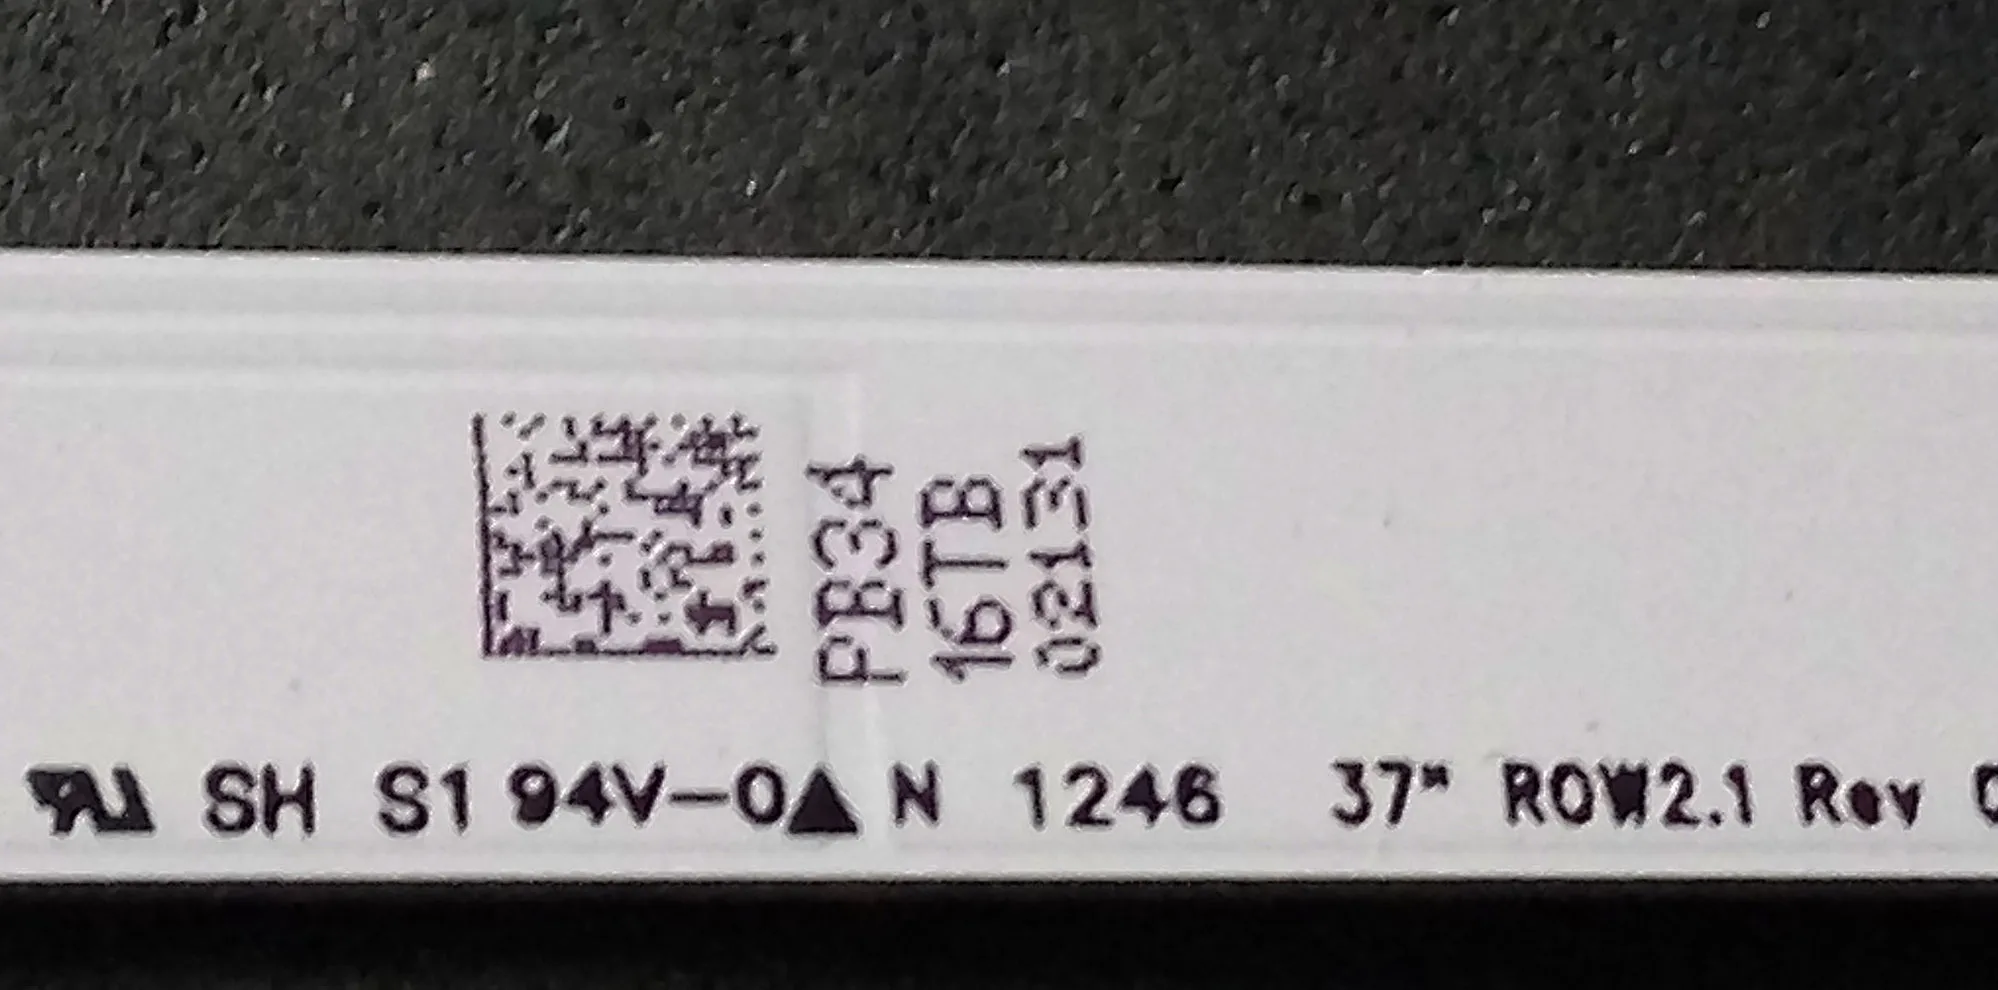 PB34
16TB
02131
SH S1 94V-0▲ N 1246 37" ROW2.1 Rev